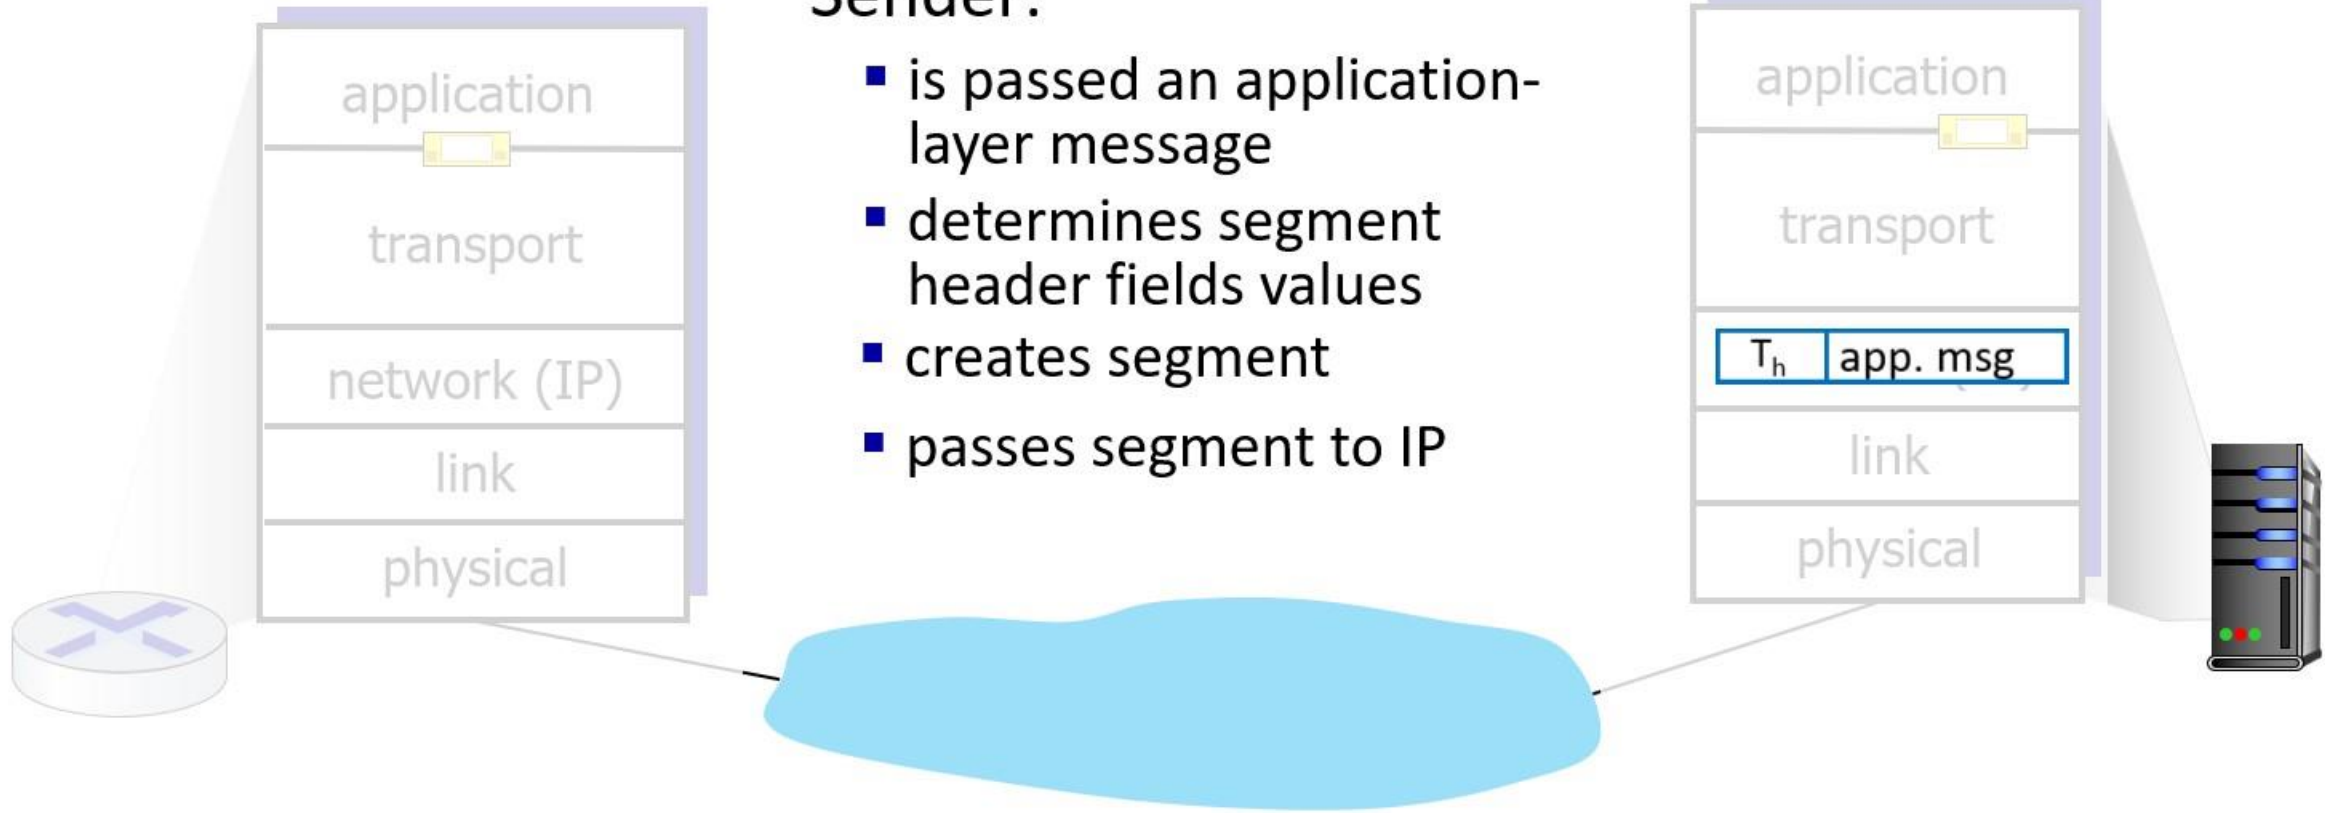 Sender:
application
transport
network (IP)
link
physical
▪ is passed an application-
layer message
▪ determines segment
header fields values
▪ creates segment
▪ passes segment to IP
application
transport
Th app. msg
link
physical